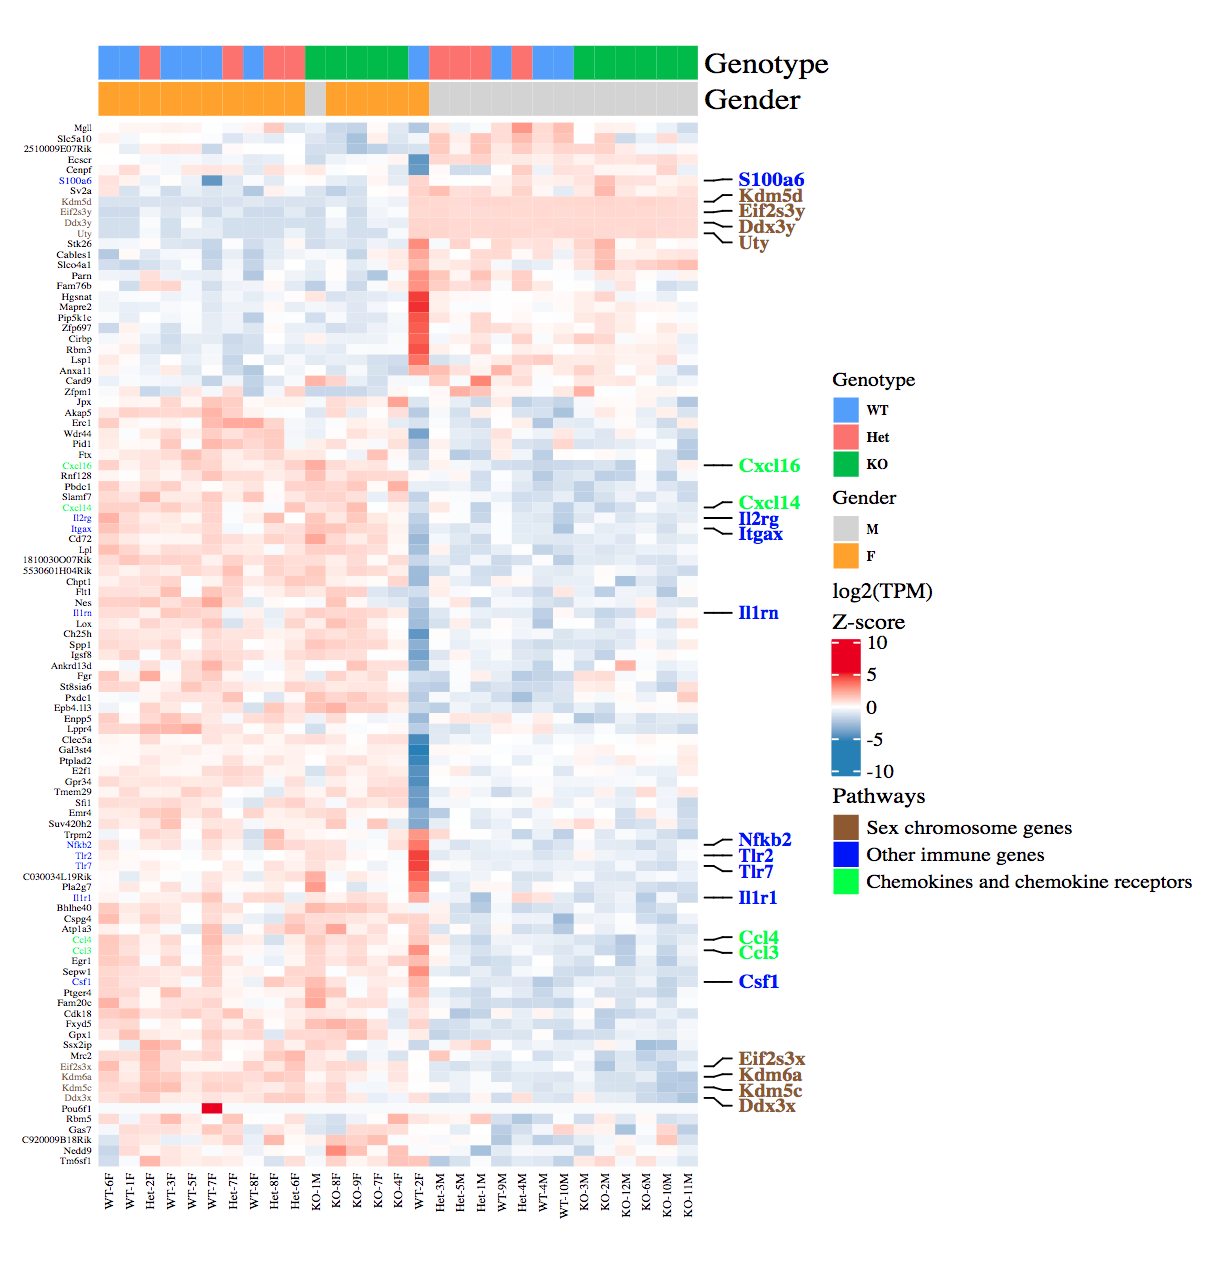 Genotype
Gender
Mgll
Slc5a10
2510009E07Rik
Ecscr
Cenpf
S100a6
Sv2a
Kdm5d
Eif2s3y
Ddx3y
Uty
Stk26
Cables1
Slco4a1
Parn
Fam76b
Hgsnat
Mapre2
Pip5k1c
Zfp697
Cirbp
Rbm3
Lsp1
Anxa11
Card9
Zfpm1
Jpx
Akap5
Erc1
Wdr44
Pid1
Ftx
Cxcl16
Rnf128
Pbdc1
Slamf7
Cxcl14
Il2rg
Itgax
Cd72
Lpl
1810030O07Rik
5530601H04Rik
Chpt1
Flt1
Nes
Il1rn
Lox
Ch25h
Spp1
Igsf8
Ankrd13d
Fgr
St8sia6
Pxdc1
Epb4.1l3
Enpp5
Lppr4
Clec5a
Gal3st4
Ptplad2
E2f1
Gpr34
Tmem29
Sfi1
Emr4
Suv420h2
Trpm2
Nfkb2
Tlr2
Tlr7
C030034L19Rik
Pla2g7
Il1r1
Bhlhe40
Cspg4
Atp1a3
Ccl4
Ccl3
Egr1
Sepw1
Csf1
Ptger4
Fam20c
Cdk18
Fxyd5
Gpx1
Ssx2ip
Mrc2
Eif2s3x
Kdm6a
Kdm5c
Ddx3x
Pou6f1
Rbm5
Gas7
C920009B18Rik
Nedd9
Tm6sf1
S100a6
Kdm5d
Eif2s3y
Ddx3y
Uty
Cxcl16
Cxcl14
Il2rg
Itgax
Il1rn
Nfkb2
Tlr2
Tlr7
Il1r1
Ccl4
Ccl3
Csf1
Eif2s3x
Kdm6a
Kdm5c
Ddx3x
WT-6F
WT-1F
Het-2F
WT-3F
WT-5F
WT-7F
Het-7F
WT-8F
Het-8F
Het-6F
KO-1M
KO-8F
KO-9F
KO-7F
KO-4F
WT-2F
Het-3M
Het-5M
Het-1M
WT-9M
Het-4M
WT-4M
WT-10M
KO-3M
KO-2M
KO-12M
KO-6M
KO-10M
KO-11M
Genotype
WT
Het
KO
Gender
M
F
log2(TPM)
Z-score
10
5
0
-5
-10
Pathways
Sex chromosome genes
Other immune genes
Chemokines and chemokine receptors